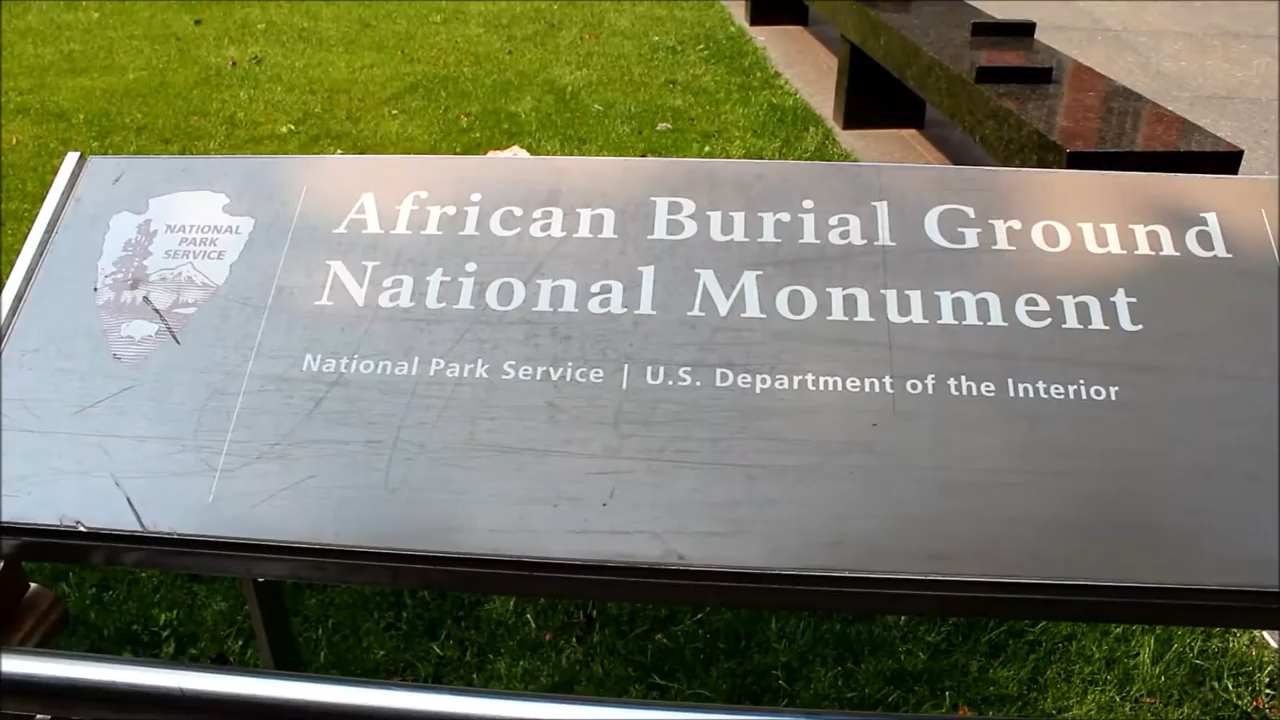 NATIONAL
PARK
SERVICE
African Burial Ground
National Monument
National Park Service | U.S. Department of the Interior